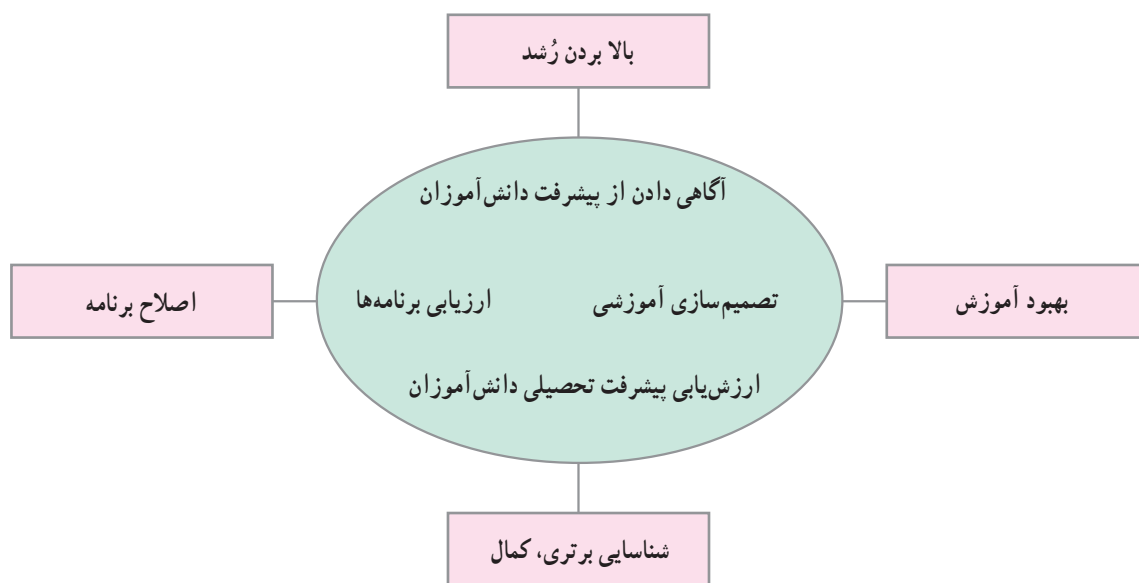 بالا بردن رُشد
آگاهی دادن از پیشرفت دانش‌آموزان
بهبود آموزش
تصمیم‌سازی آموزشی
ارزیابی برنامه‌ها
اصلاح برنامه
ارزش‌یابی پیشرفت تحصیلی دانش‌آموزان
شناسایی برتری، کمال